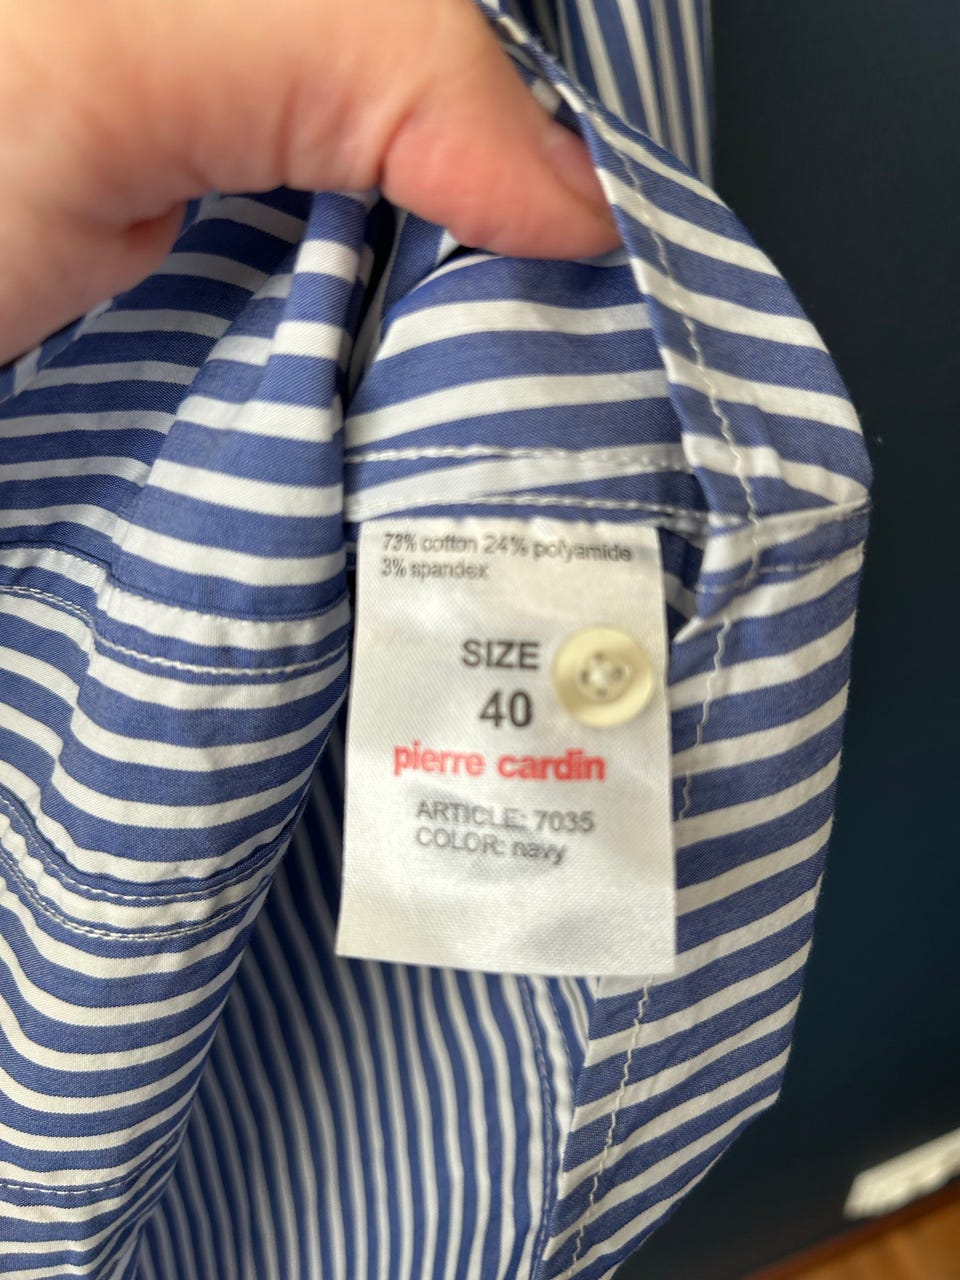 73% cotton 24% polyamide
3% spandex
SIZE
40
pierre cardin
ARTICLE: 7035
COLOR: navy